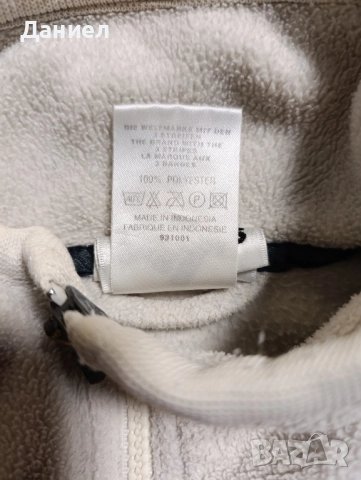 Даниел
DIE WELTMARKE MIT DEN
3 STREIFEN
THE BRAND WITH THE
3 STRIPES
LA MARQUE AUX
3 BANDES
100% POLYESTER
MADE IN INDONESIA
FABRIQUE EN INDONESIE
931001
BAZAR